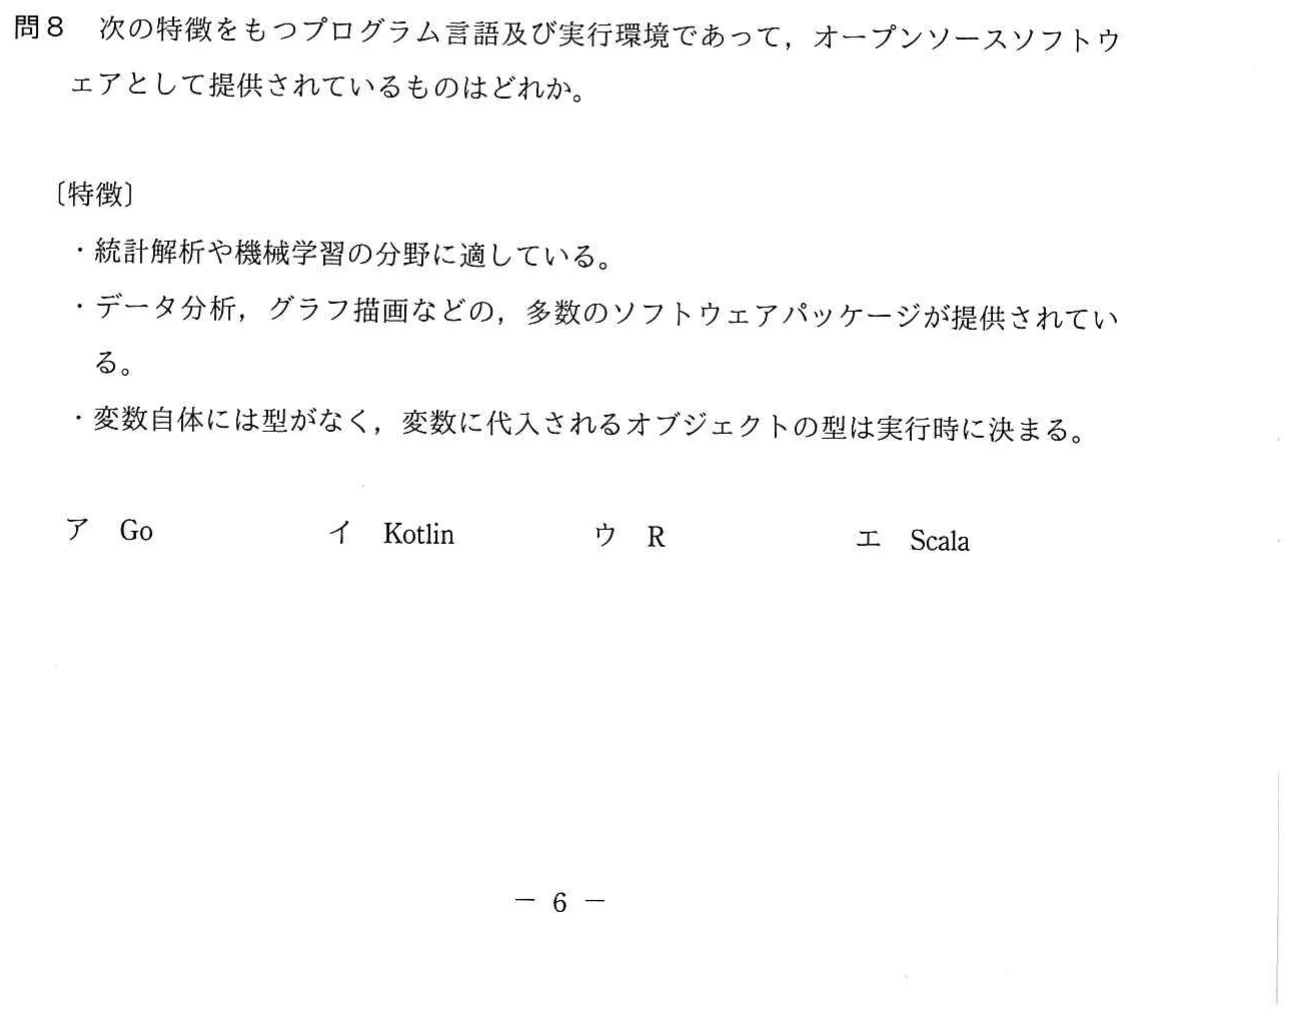 問8　次の特徴をもつプログラム言語及び実行環境であって，オープンソースソフトウ
ェアとして提供されているものはどれか。
〔特徴〕
・統計解析や機械学習の分野に適している。
・データ分析，グラフ描画などの，多数のソフトウェアパッケージが提供されてい
る。
・変数自体には型がなく，変数に代入されるオブジェクトの型は実行時に決まる。
ア　Go　イ　Kotlin　ウ　R　エ　Scala
－ 6 －